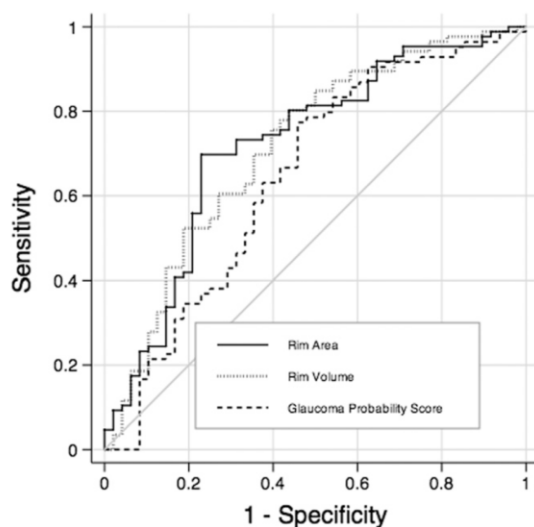 1
0.8
0.6
0.4
0.2
0
Sensitivity
Rim Area
Rim Volume
Glaucoma Probability Score
0 0.2 0.4 0.6 0.8 1
1 - Specificity